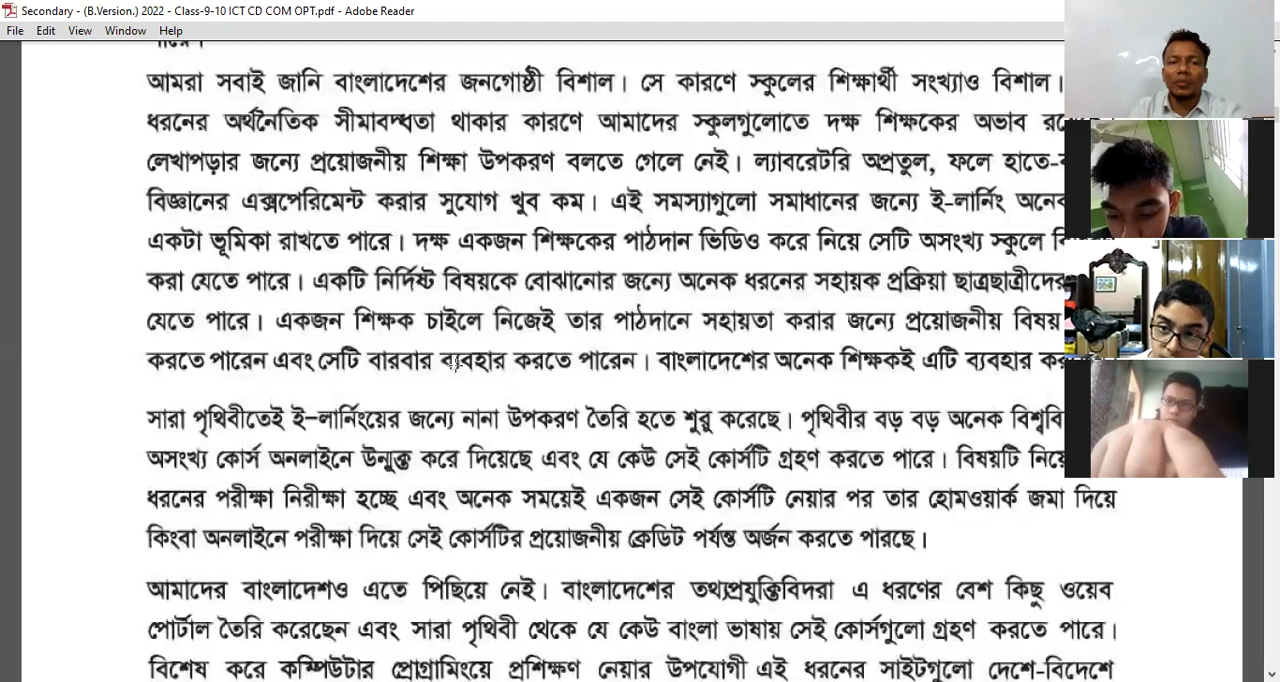 Secondary - (B.Version.) 2022 - Class-9-10 ICT CD COM OPT.pdf - Adobe Reader
File Edit View Window Help
আমরা সবাই জানি বাংলাদেশের জনগোষ্ঠী বিশাল। সে কারণে স্কুলের শিক্ষার্থী সংখ্যাও বিশাল।
ধরনের অর্থনৈতিক সীমাবদ্ধতা থাকার কারণে আমাদের স্কুলগুলোতে দক্ষ শিক্ষকের অভাব
লেখাপড়ার জন্যে প্রয়োজনীয় শিক্ষা উপকরণ বলতে গেলে নেই। ল্যাবরেটরি অপ্রতুল, ফলে
বিজ্ঞানের এক্সপেরিমেন্ট করার সুযোগ খুব কম। এই সমস্যাগুলো সমাধানের জন্যে ই-লার্নিং
একটা ভূমিকা রাখতে পারে। দক্ষ একজন শিক্ষকের পাঠদান ভিডিও করে নিয়ে সেটি অসংখ্য স্কুলে
করা যেতে পারে। একটি নির্দিষ্ট বিষয়কে বোঝানোর জন্যে অনেক ধরনের সহায়ক প্রক্রিয়া ছাত্রছাত্রীদের
যেতে পারে। একজন শিক্ষক চাইলে নিজেই তার পাঠদানে সহায়তা করার জন্যে প্রয়োজনীয় বিষয়
করতে পারেন এবং সেটি বারবার ব্যবহার করতে পারেন। বাংলাদেশের অনেক শিক্ষকই এটি ব্যবহার
সারা পৃথিবীতেই ই-লার্নিংয়ের জন্যে নানা উপকরণ তৈরি হতে শুরু করেছে। পৃথিবীর বড় বড় অনেক
অসংখ্য কোর্স অনলাইনে উন্মুক্ত করে দিয়েছে এবং যে কেউ সেই কোর্সটি গ্রহণ করতে পারে। বিষয়টি
ধরনের পরীক্ষা নিরীক্ষা হচ্ছে এবং অনেক সময়েই একজন সেই কোর্সটি নেয়ার পর তার হোমওয়ার্ক জমা দিয়ে
কিংবা অনলাইনে পরীক্ষা দিয়ে সেই কোর্সটির প্রয়োজনীয় ক্রেডিট পর্যন্ত অর্জন করতে পারছে।
আমাদের বাংলাদেশও এতে পিছিয়ে নেই। বাংলাদেশের তথ্যপ্রযুক্তিবিদরা এ ধরণের বেশ কিছু ওয়েব
পোর্টাল তৈরি করেছেন এবং সারা পৃথিবী থেকে যে কেউ বাংলা ভাষায় সেই কোর্সগুলো গ্রহণ করতে পারে।
বিশেষ করে কম্পিউটার প্রোগ্রামিংয়ে প্রশিক্ষণ নেয়ার উপযোগী এই ধরনের সাইটগুলো দেশে-বিদেশে